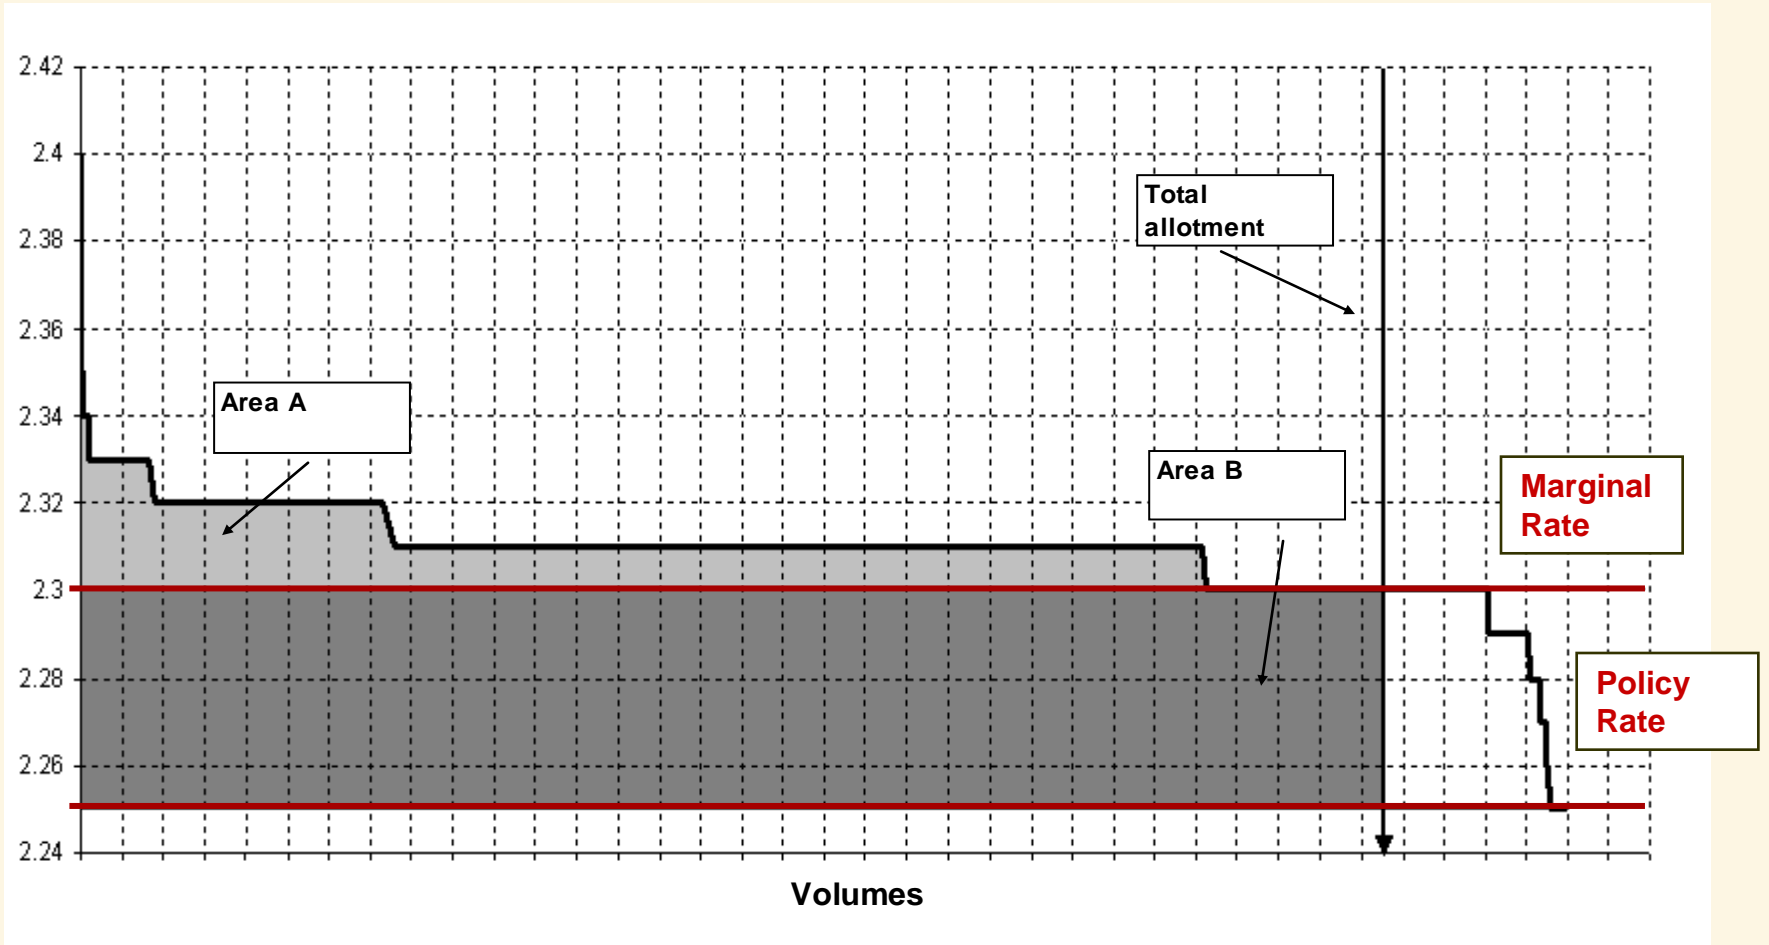 2.42
2.4
2.38
2.36
2.34
2.32
2.3
2.28
2.26
2.24
Total
allotment
Area A
Area B
Marginal
Rate
Policy
Rate
Volumes